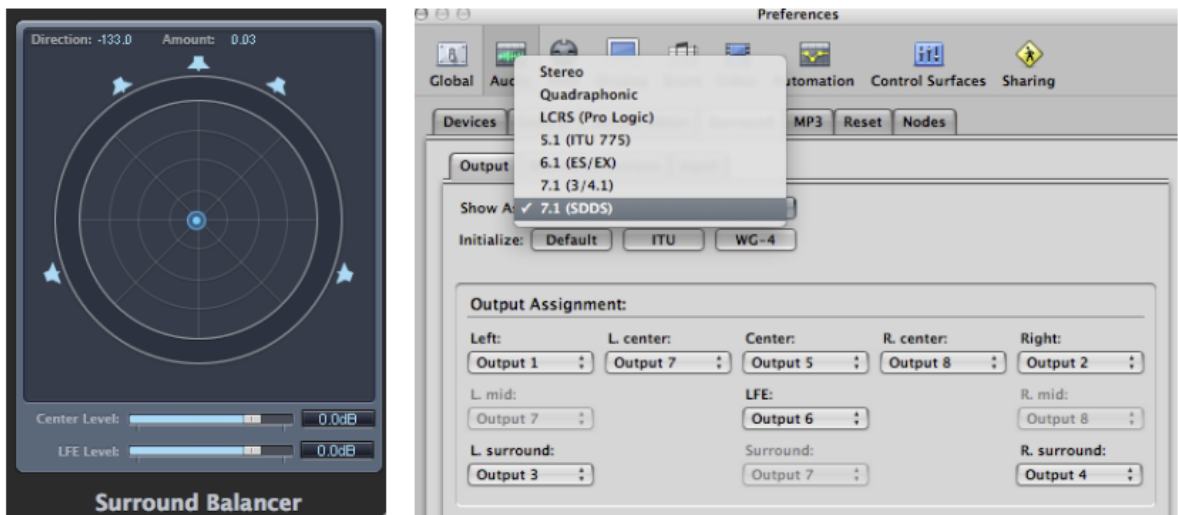 Direction: -133.0 Amount: 0.03
Center Level: 0.0dB
LFE Level: 0.0dB
Surround Balancer
Preferences
Global Aud utomation Control Surfaces Sharing
Stereo
Quadraphonic
LCRS (Pro Logic)
5.1 (ITU 775)
6.1 (ES/EX)
7.1 (3/4.1)
✓ 7.1 (SDDS)
Devices MP3 Reset Nodes
Output
Show As
Initialize: Default ITU WG-4
Output Assignment:
Left: L. center: Center: R. center: Right:
Output 1 Output 7 Output 5 Output 8 Output 2
L. mid: LFE: R. mid:
Output 7 Output 6 Output 8
L. surround: Surround: R. surround:
Output 3 Output 7 Output 4